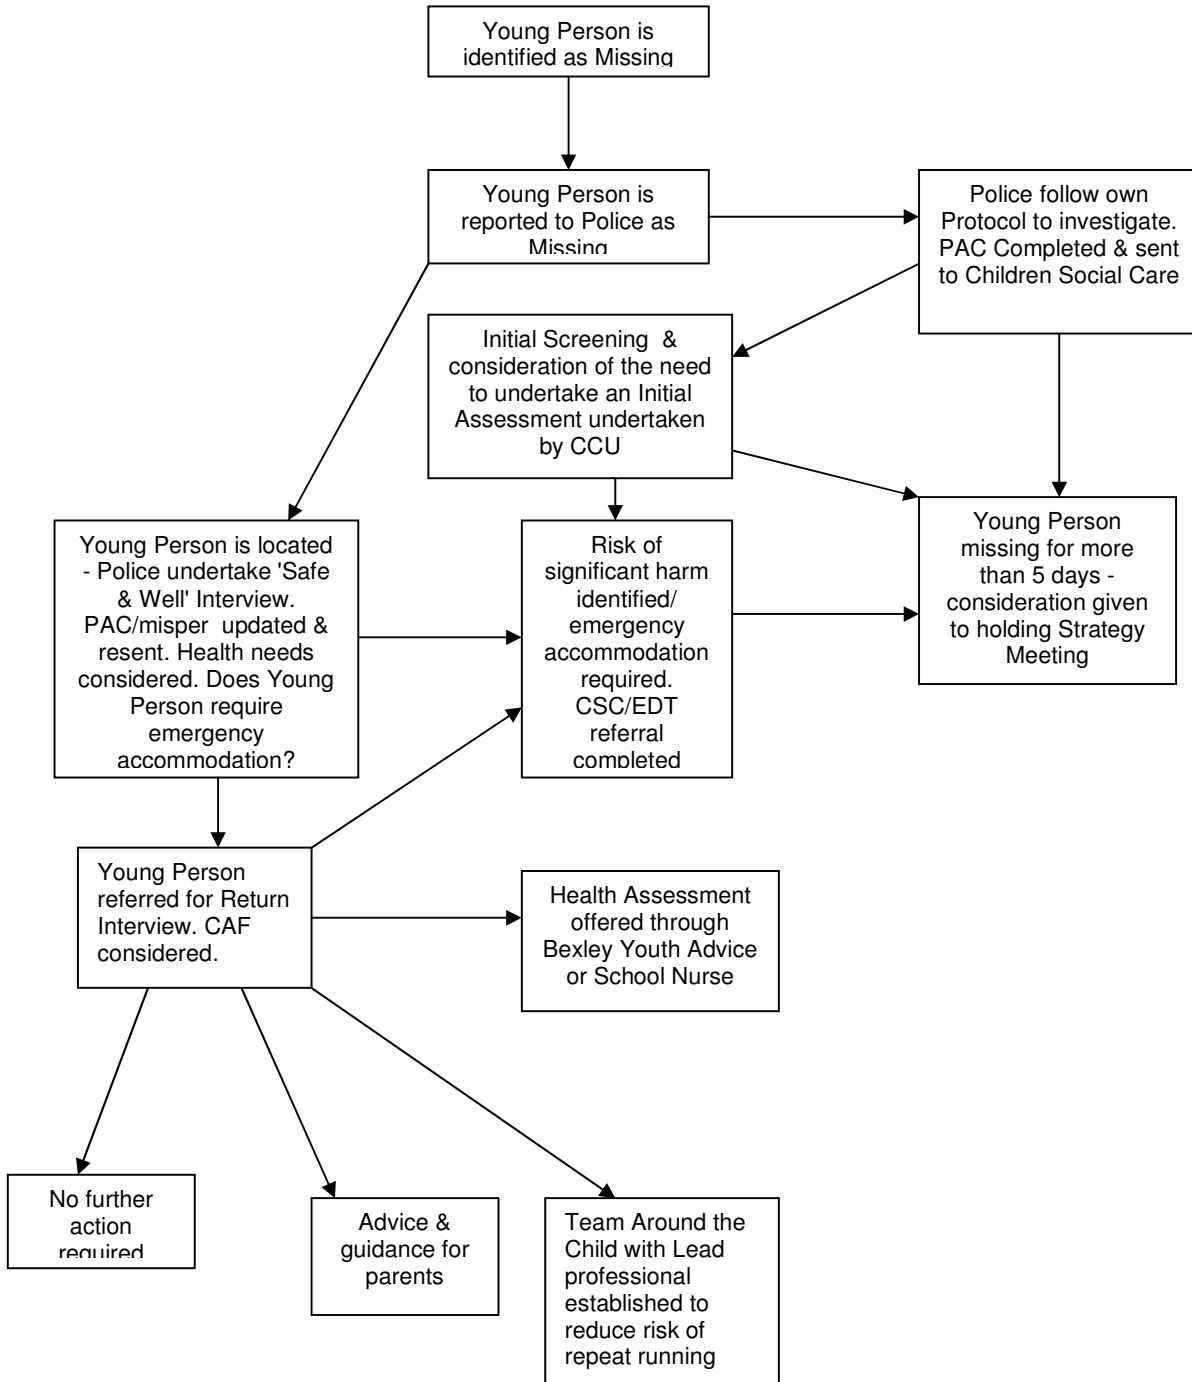 Young Person is
identified as Missing
Young Person is
reported to Police as
Missing
Police follow own
Protocol to investigate.
PAC Completed & sent
to Children Social Care
Initial Screening &
consideration of the need
to undertake an Initial
Assessment undertaken
by CCU
Young Person is located
- Police undertake 'Safe
& Well' Interview.
PAC/misper updated &
resent. Health needs
considered. Does Young
Person require
emergency
accommodation?
Risk of
significant harm
identified/
emergency
accommodation
required.
CSC/EDT
referral
completed
Young Person
missing for more
than 5 days -
consideration given
to holding Strategy
Meeting
Young Person
referred for Return
Interview. CAF
considered.
Health Assessment
offered through
Bexley Youth Advice
or School Nurse
No further
action
required
Advice &
guidance for
parents
Team Around the
Child with Lead
professional
established to
reduce risk of
repeat running